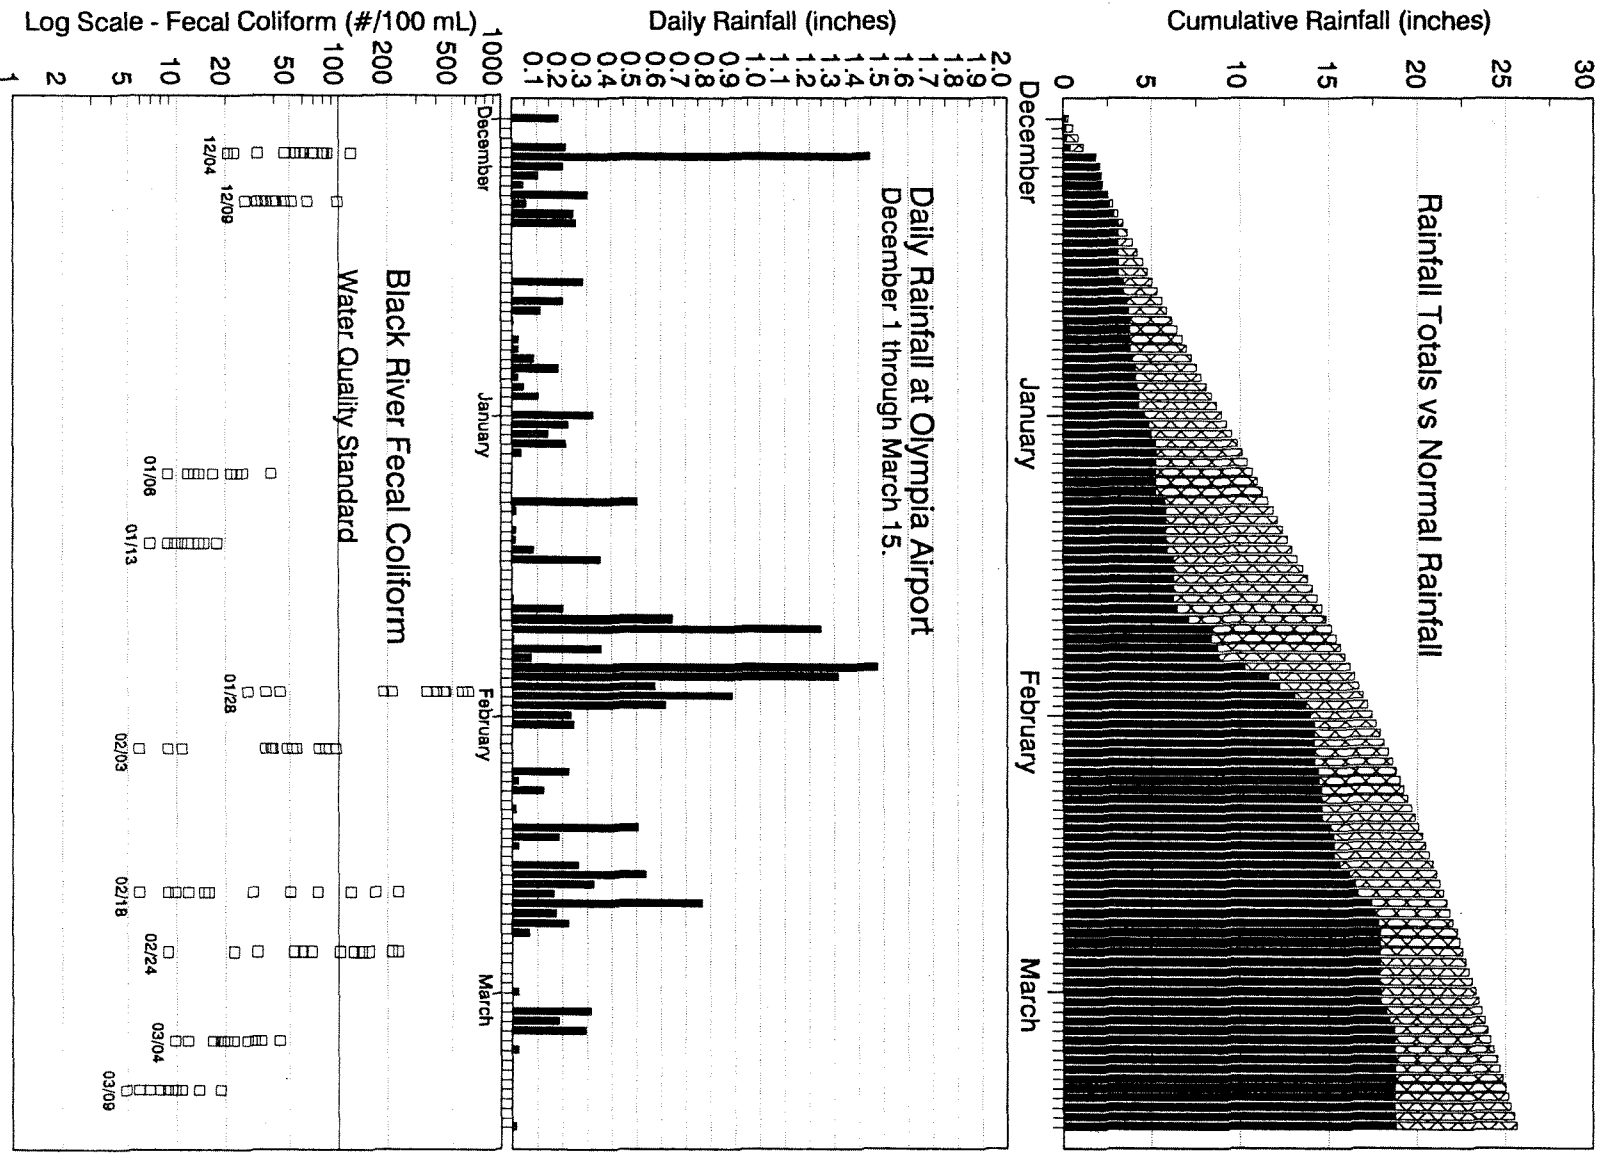 Rainfall Totals vs Normal Rainfall
Cumulative Rainfall (inches)
30
25
20
15
10
5
0
December
January
February
March
Daily Rainfall at Olympia Airport
December 1 through March 15.
Daily Rainfall (inches)
2.0
1.9
1.8
1.7
1.6
1.5
1.4
1.3
1.2
1.1
1.0
0.9
0.8
0.7
0.6
0.5
0.4
0.3
0.2
0.1
December
January
February
March
Black River Fecal Coliform
Water Quality Standard
Log Scale - Fecal Coliform (#/100 mL)
1000
500
200
100
50
20
10
5
2
1
12/04
12/09
01/06
01/13
01/28
02/03
02/18
02/24
03/04
03/09